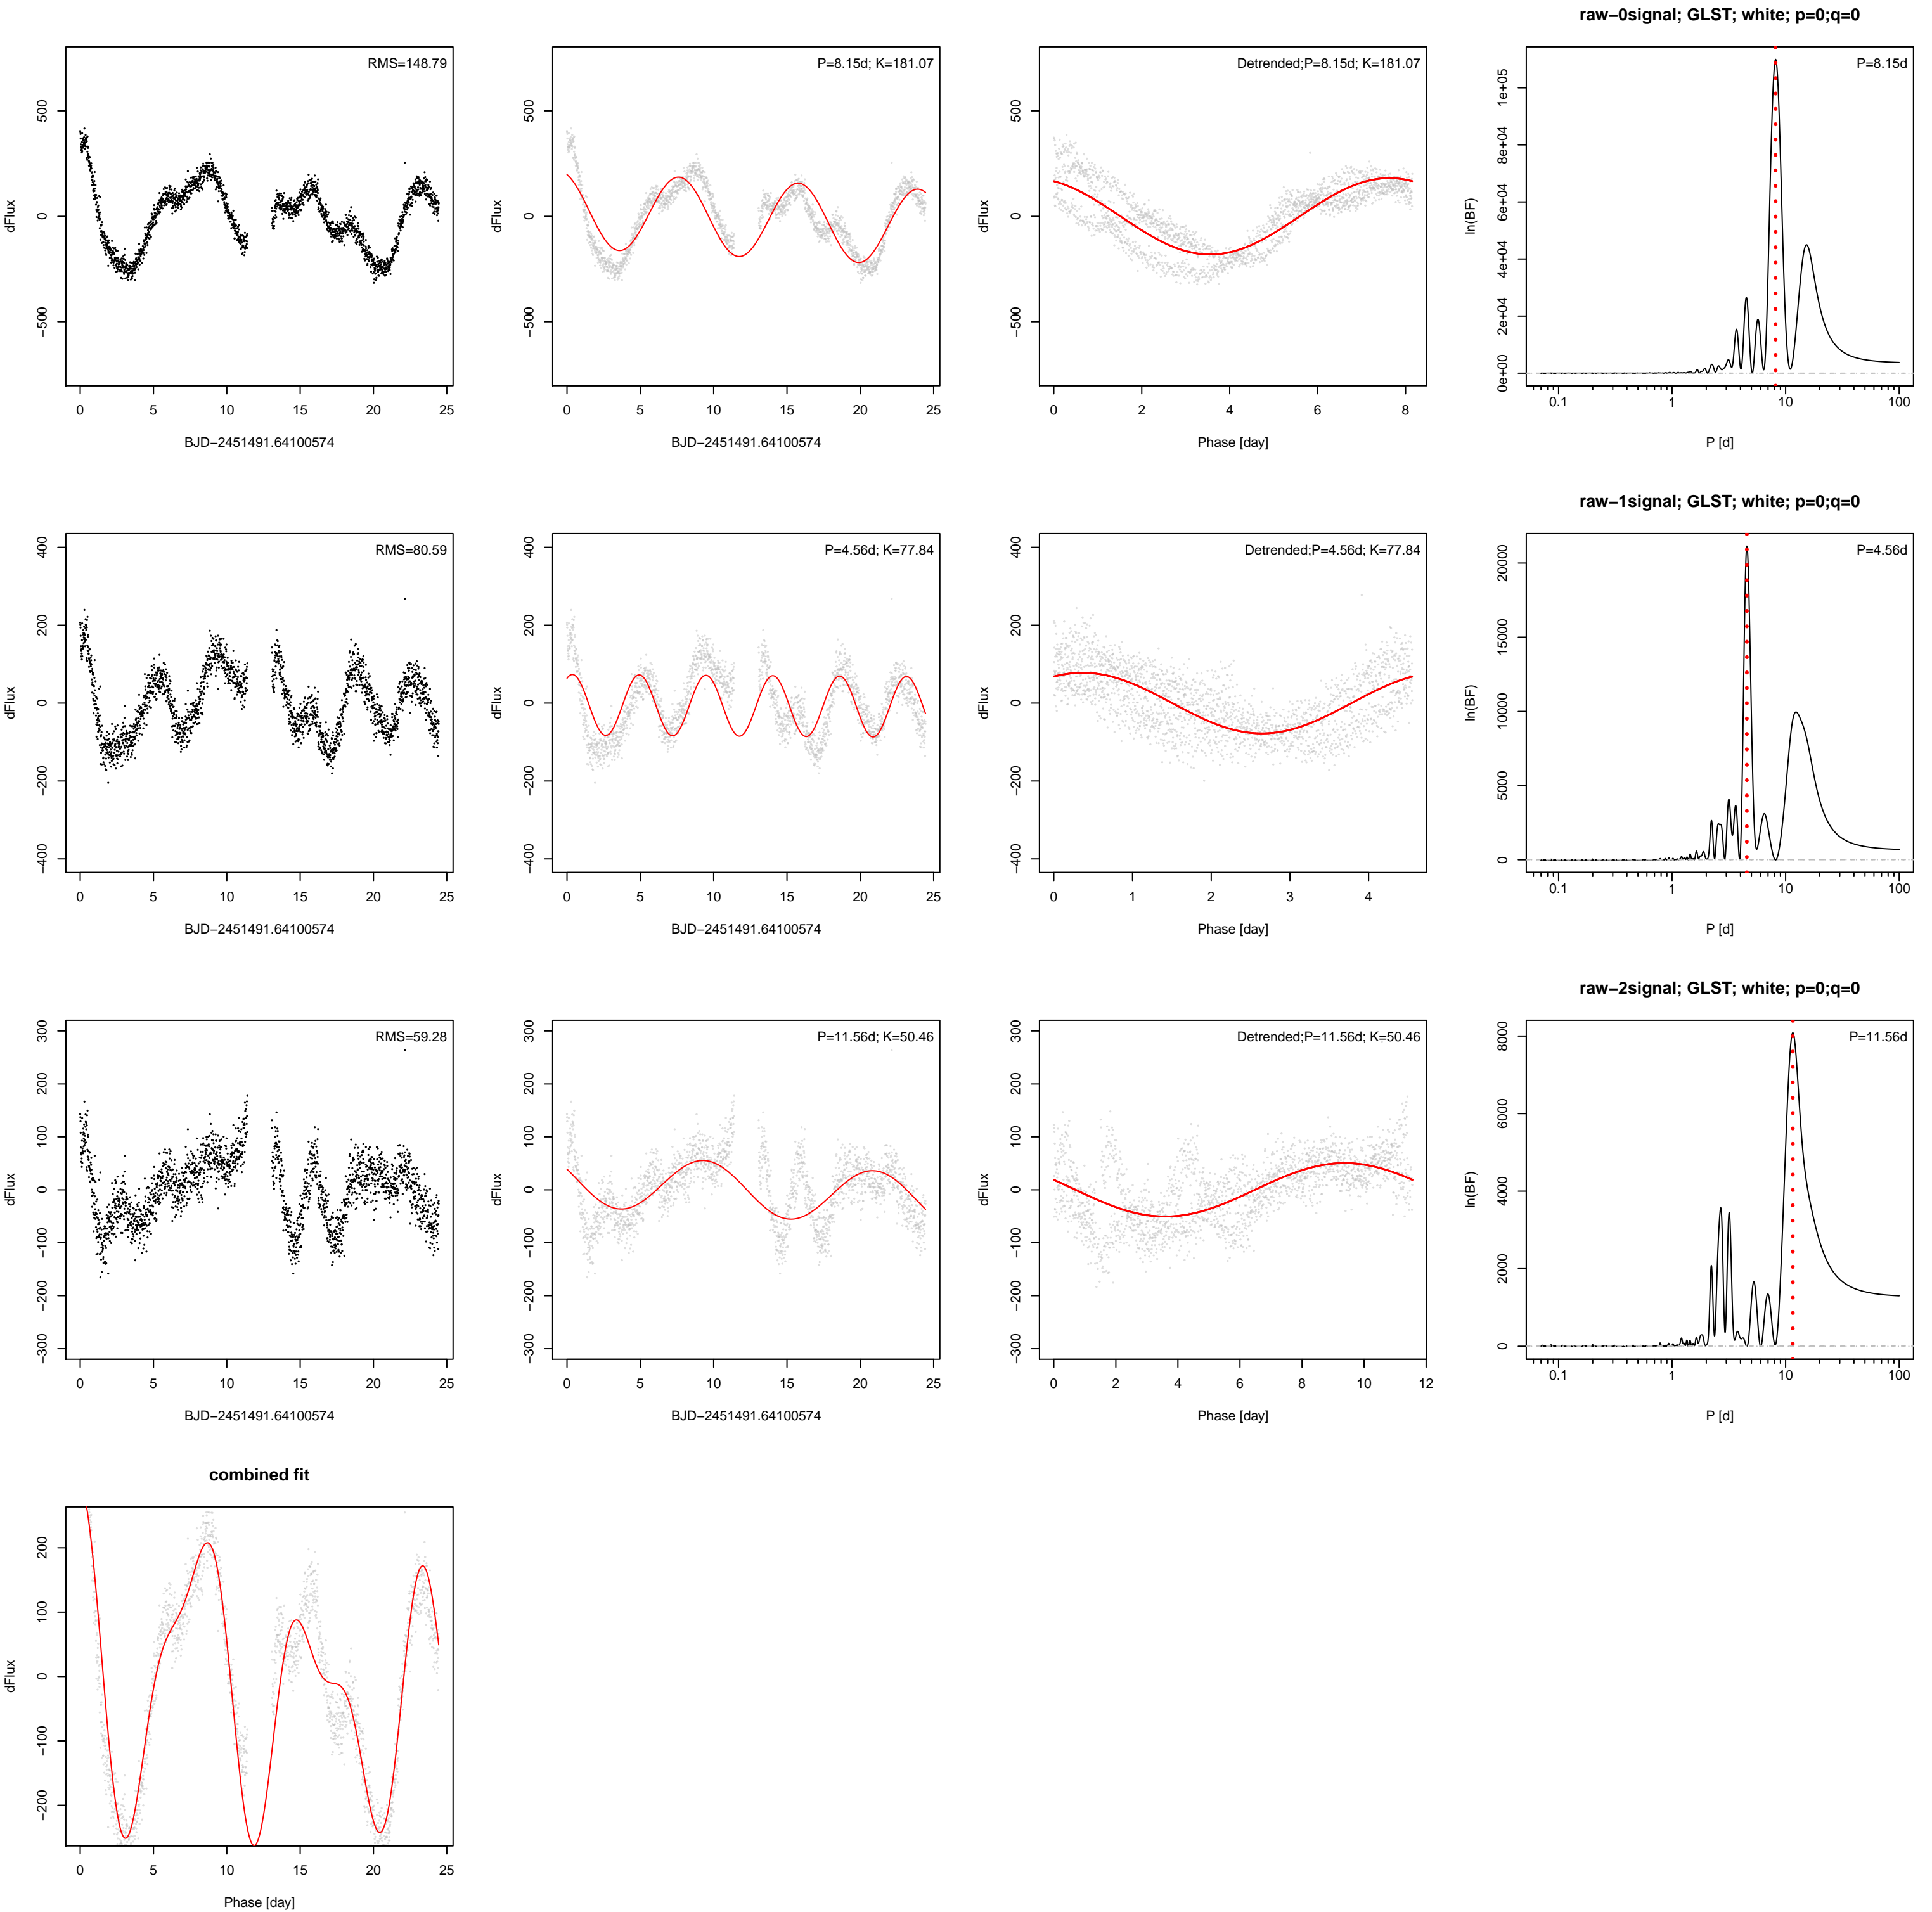 raw−0signal; GLST; white; p=0;q=0
RMS=148.79
dFlux
500
0
−500
0 5 10 15 20 25
BJD−2451491.64100574
P=8.15d; K=181.07
dFlux
500
0
−500
0 5 10 15 20 25
BJD−2451491.64100574
Detrended;P=8.15d; K=181.07
dFlux
500
0
−500
0 2 4 6 8
Phase [day]
P=8.15d
ln(BF)
1e+05
8e+04
6e+04
4e+04
2e+04
0e+00
0.1 1 10 100
P [d]
raw−1signal; GLST; white; p=0;q=0
RMS=80.59
dFlux
400
200
0
−200
−400
0 5 10 15 20 25
BJD−2451491.64100574
P=4.56d; K=77.84
dFlux
400
200
0
−200
−400
0 5 10 15 20 25
BJD−2451491.64100574
Detrended;P=4.56d; K=77.84
dFlux
400
200
0
−200
−400
0 1 2 3 4
Phase [day]
P=4.56d
ln(BF)
20000
15000
10000
5000
0
0.1 1 10 100
P [d]
raw−2signal; GLST; white; p=0;q=0
RMS=59.28
dFlux
300
200
100
0
−100
−200
−300
0 5 10 15 20 25
BJD−2451491.64100574
P=11.56d; K=50.46
dFlux
300
200
100
0
−100
−200
−300
0 5 10 15 20 25
BJD−2451491.64100574
Detrended;P=11.56d; K=50.46
dFlux
300
200
100
0
−100
−200
−300
0 2 4 6 8 10 12
Phase [day]
P=11.56d
ln(BF)
8000
6000
4000
2000
0
0.1 1 10 100
P [d]
combined fit
dFlux
200
100
0
−100
−200
0 5 10 15 20 25
Phase [day]